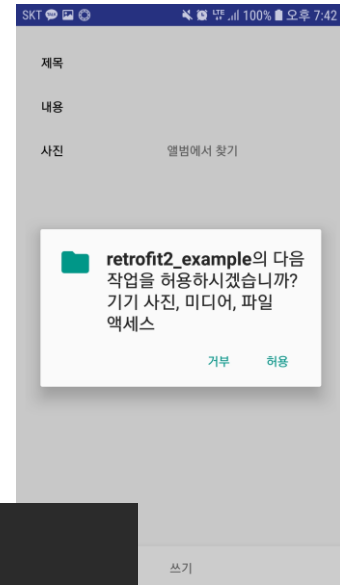 SKT 100% 오후 7:42
제목
내용
사진 앨범에서 찾기
retrofit2_example의 다음
작업을 허용하시겠습니까?
기기 사진, 미디어, 파일
액세스
거부 허용
쓰기